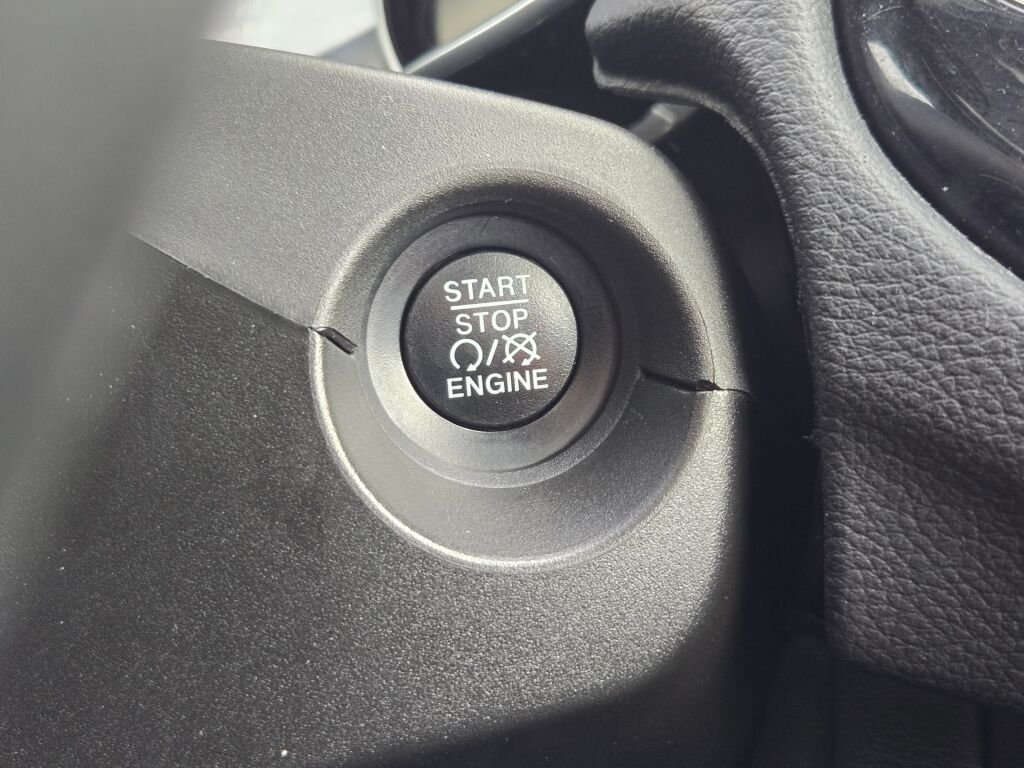 START
STOP
/
ENGINE